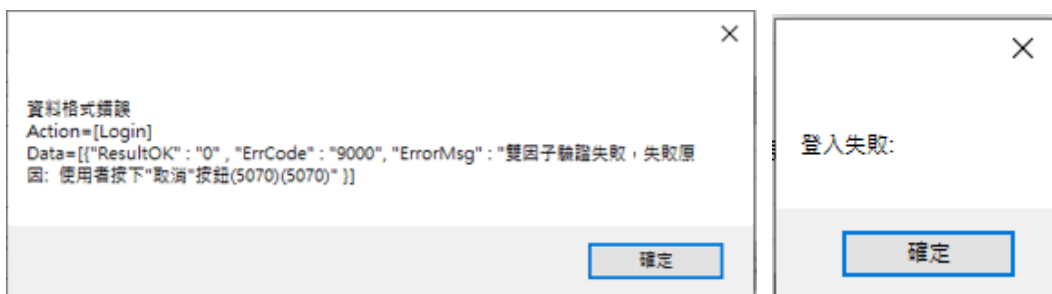 資料格式錯誤
Action=[Login]
Data=[{"ResultOK" : "0" , "ErrCode" : "9000", "ErrorMsg" : "雙因子驗證失敗，失敗原
因: 使用者按下"取消"按鈕(5070)(5070)" }]
確定
登入失敗:
確定